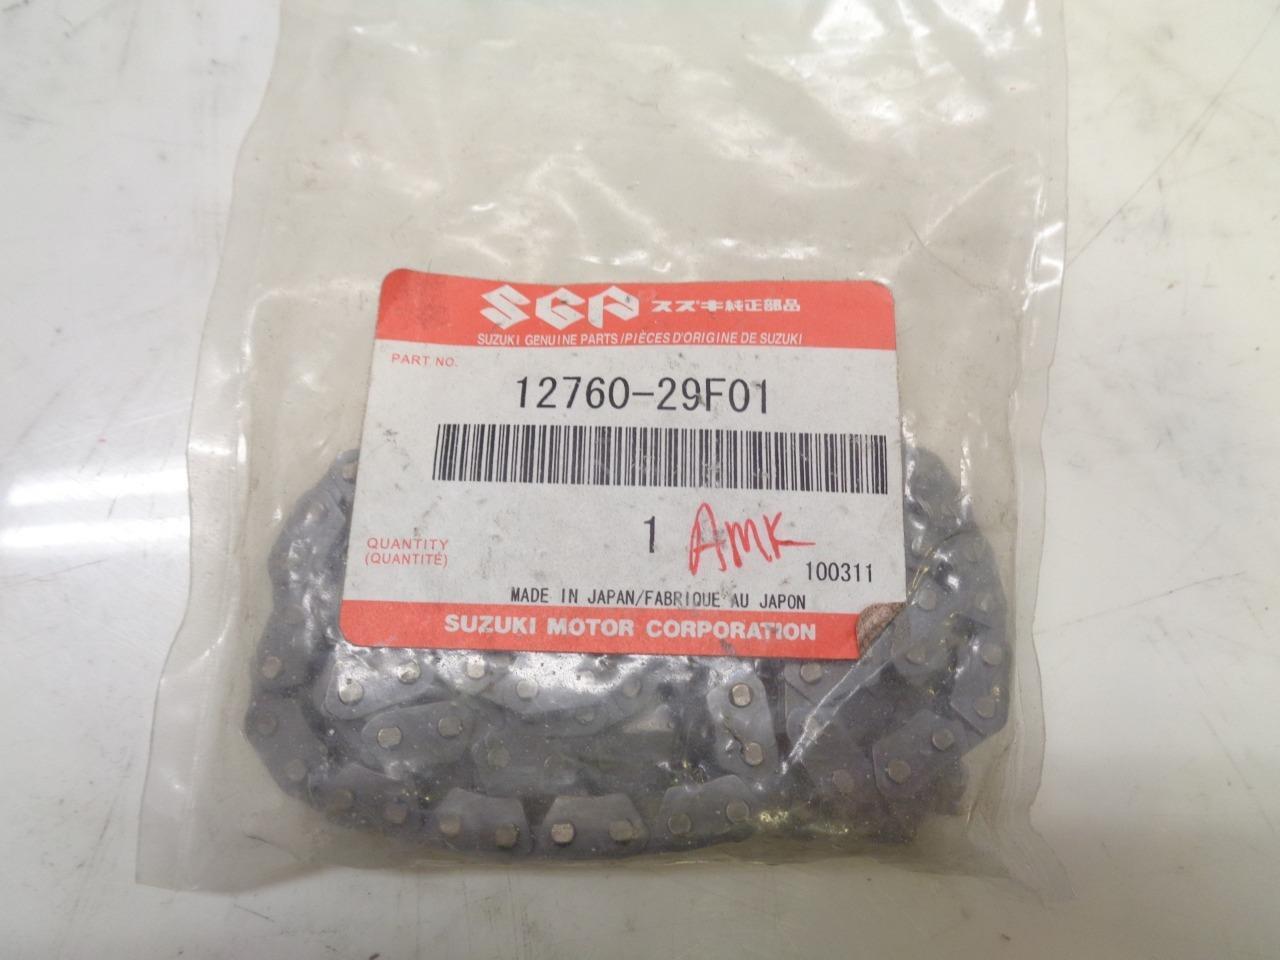 SGP スズキ純正部品
SUZUKI GENUINE PARTS/PIÈCES D'ORIGINE DE SUZUKI
PART NO.
12760-29F01
QUANTITY
(QUANTITÉ)
1 AMK
100311
MADE IN JAPAN/FABRIQUE AU JAPON
SUZUKI MOTOR CORPORATION